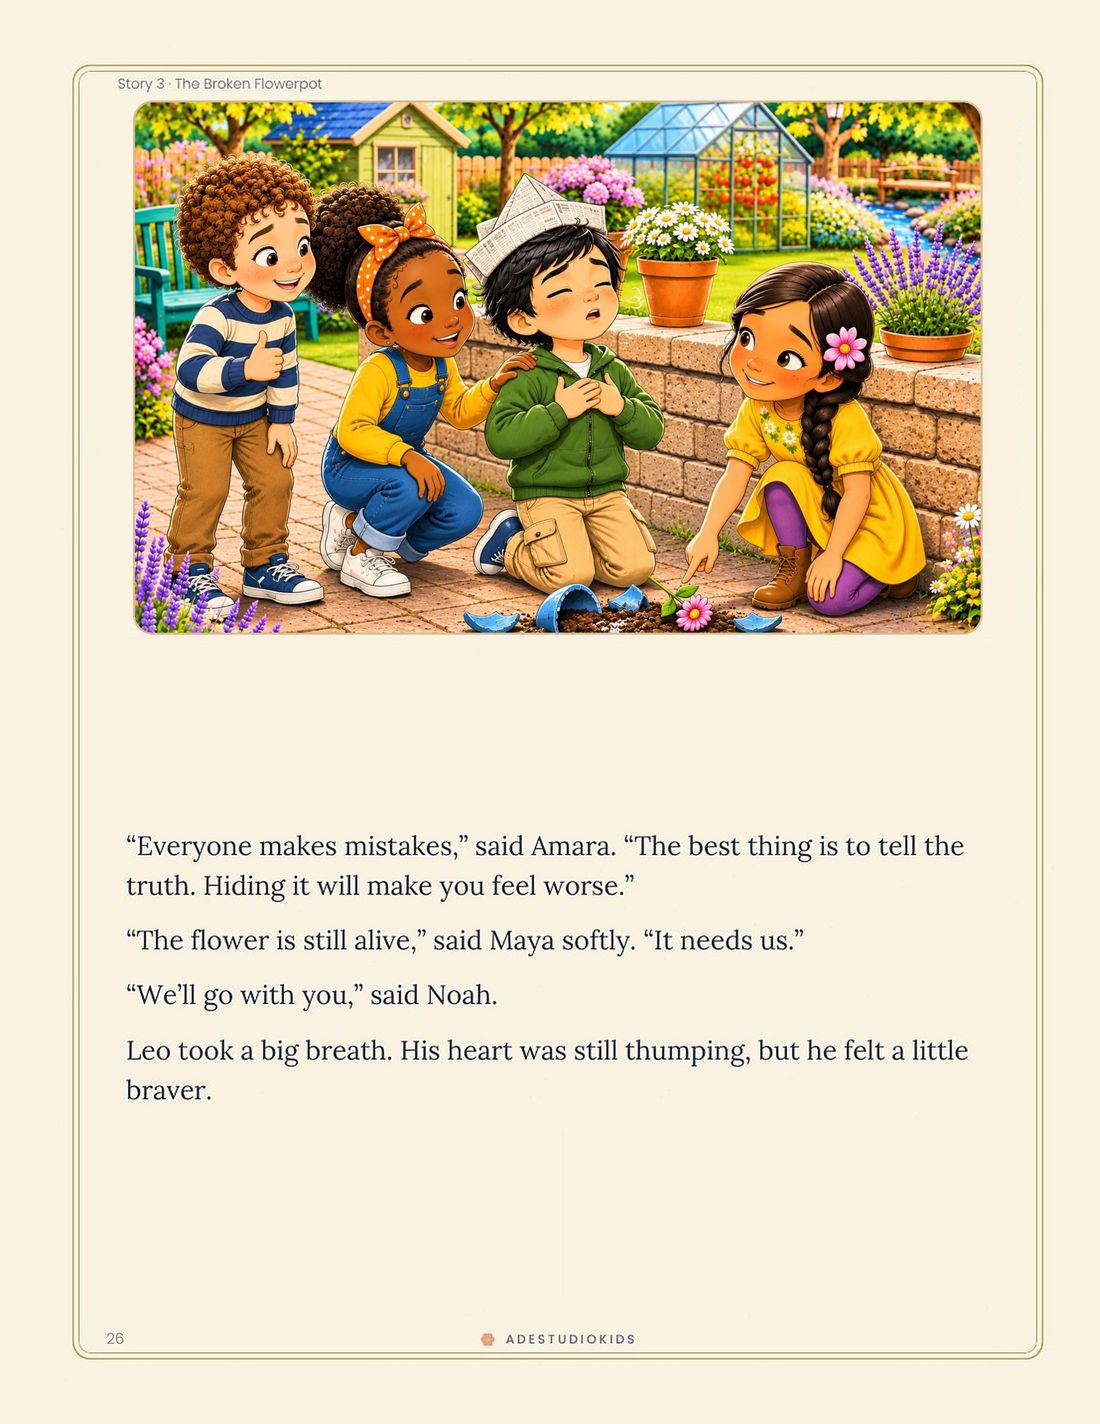 Story 3 · The Broken Flowerpot
“Everyone makes mistakes,” said Amara. “The best thing is to tell the
truth. Hiding it will make you feel worse.”
“The flower is still alive,” said Maya softly. “It needs us.”
“We’ll go with you,” said Noah.
Leo took a big breath. His heart was still thumping, but he felt a little
braver.
26
ADESTUDIOKIDS